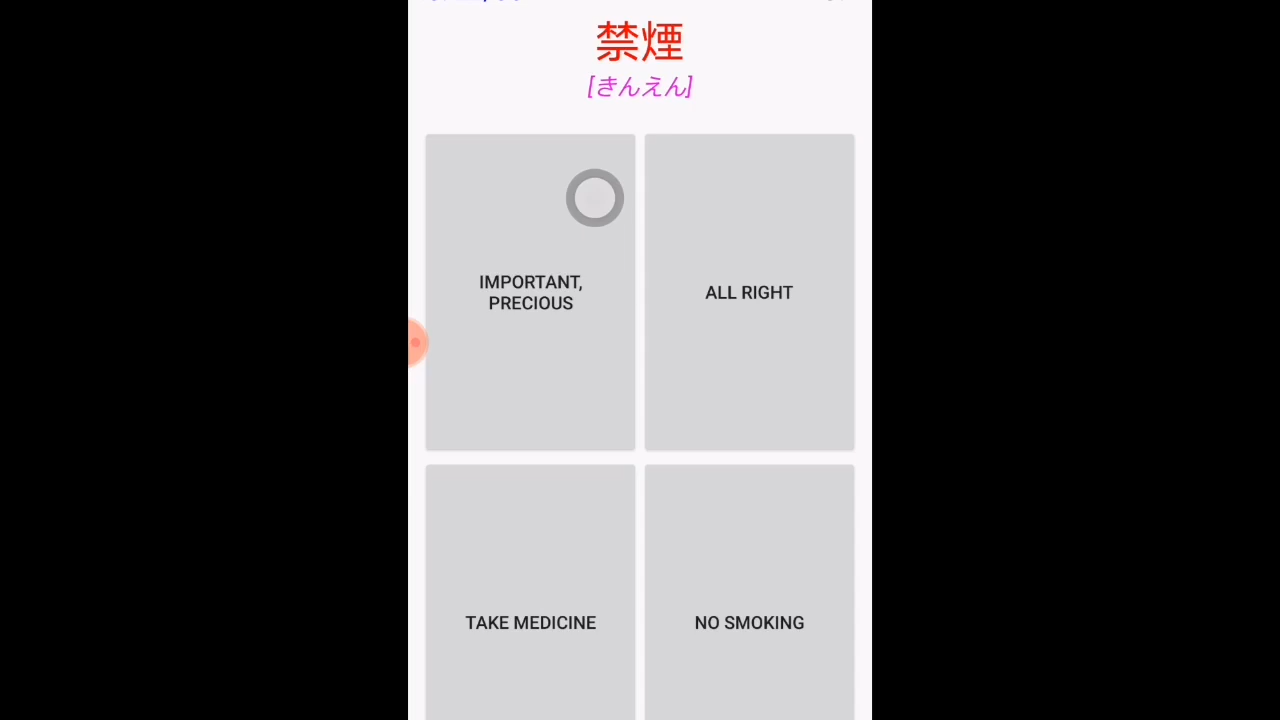 禁煙
[きんえん]
IMPORTANT,
PRECIOUS
ALL RIGHT
TAKE MEDICINE
NO SMOKING